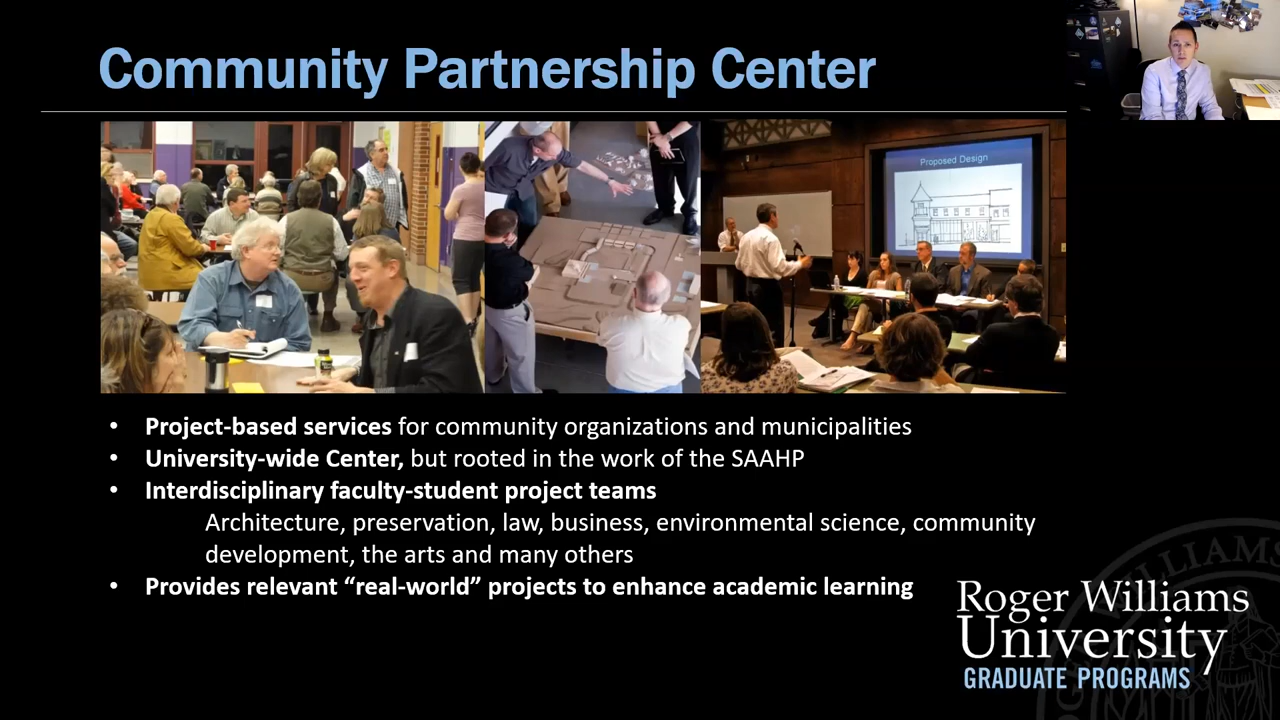 Community Partnership Center
Proposed Design
• Project-based services for community organizations and municipalities
• University-wide Center, but rooted in the work of the SAAHP
• Interdisciplinary faculty-student project teams
Architecture, preservation, law, business, environmental science, community
development, the arts and many others
• Provides relevant “real-world” projects to enhance academic learning
Roger Williams
University
GRADUATE PROGRAMS